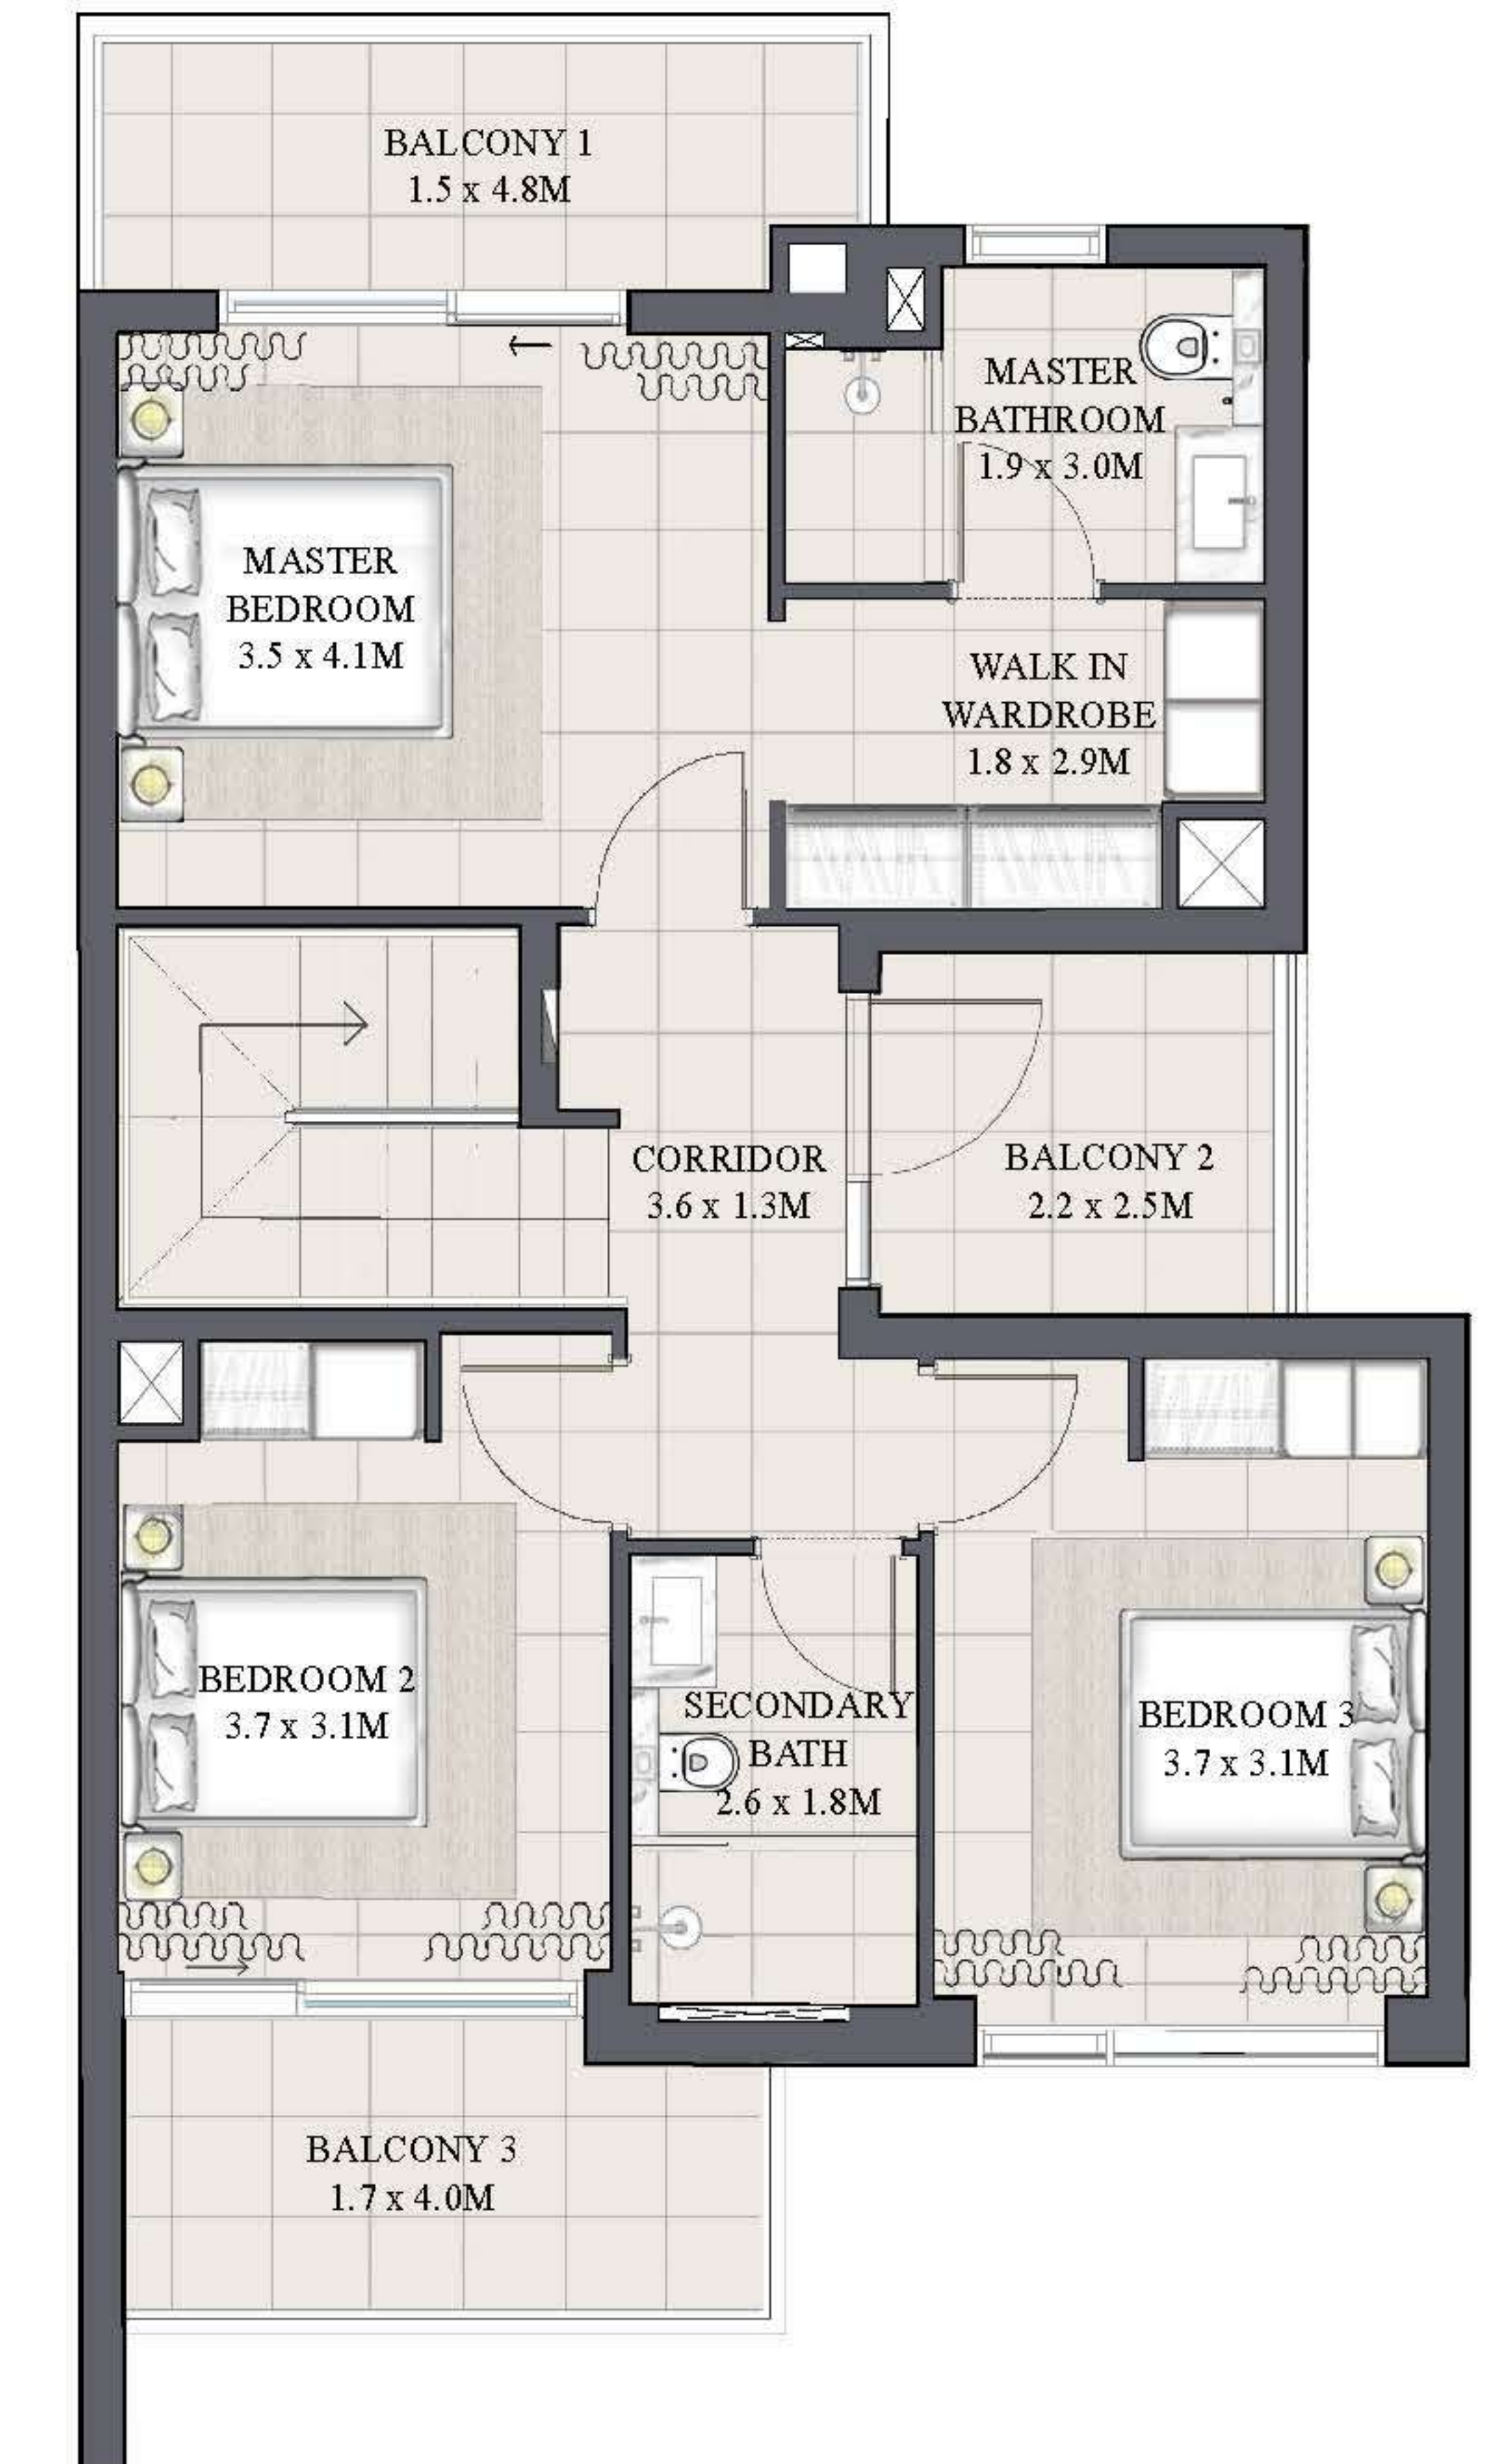 BALCONY 1
1.5 x 4.8M
MASTER
BATHROOM
1.9 x 3.0M
MASTER
BEDROOM
3.5 x 4.1M
WALK IN
WARDROBE
1.8 x 2.9M
CORRIDOR
3.6 x 1.3M
BALCONY 2
2.2 x 2.5M
BEDROOM 2
3.7 x 3.1M
SECONDARY
BATH
2.6 x 1.8M
BEDROOM 3
3.7 x 3.1M
BALCONY 3
1.7 x 4.0M